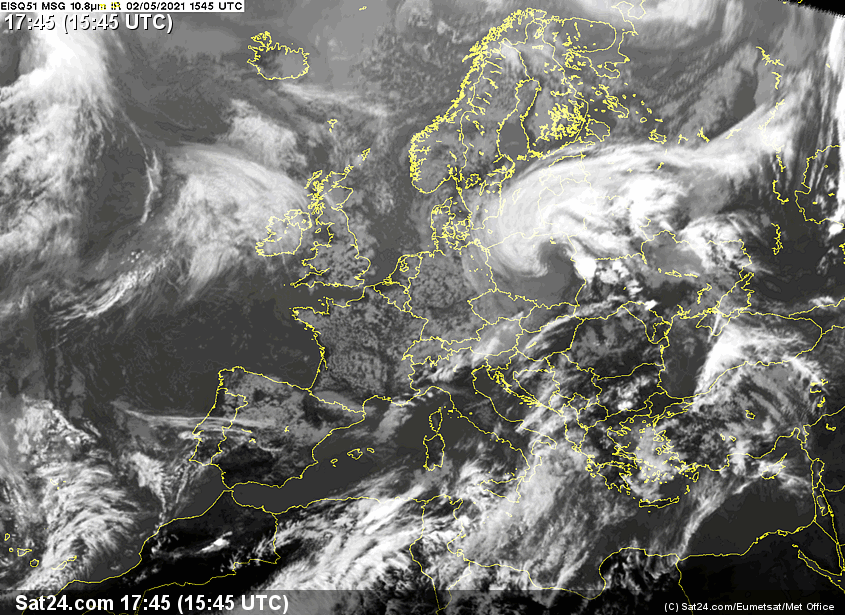 EISQ51 MSG 10.8µm IR 02/05/2021 1545 UTC
17:45 (15:45 UTC)
Sat24.com 17:45 (15:45 UTC)
(C) Sat24.com/Eumetsat/Met Office